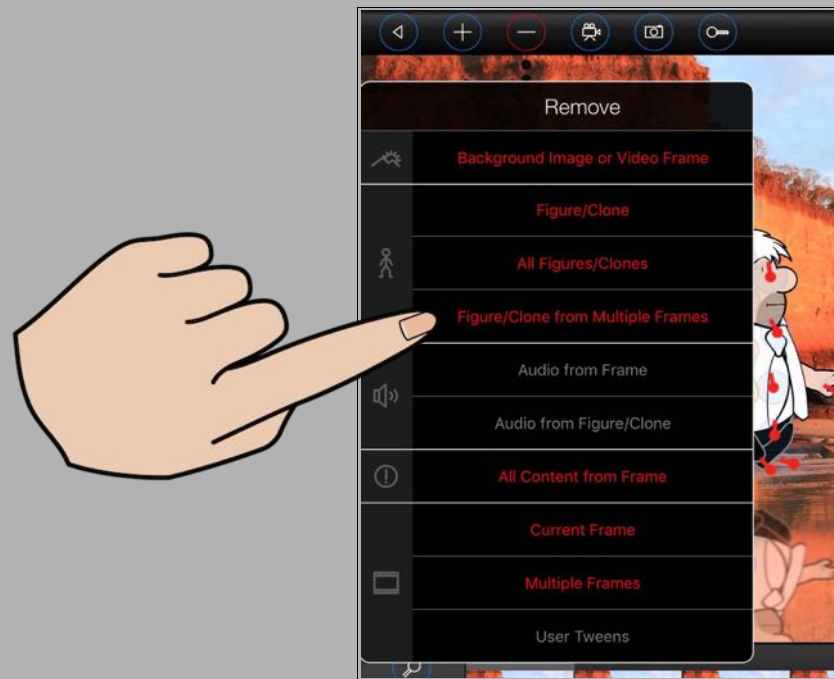 Remove
Background Image or Video Frame
Figure/Clone
All Figures/Clones
Figure/Clone from Multiple Frames
Audio from Frame
Audio from Figure/Clone
All Content from Frame
Current Frame
Multiple Frames
User Tweens